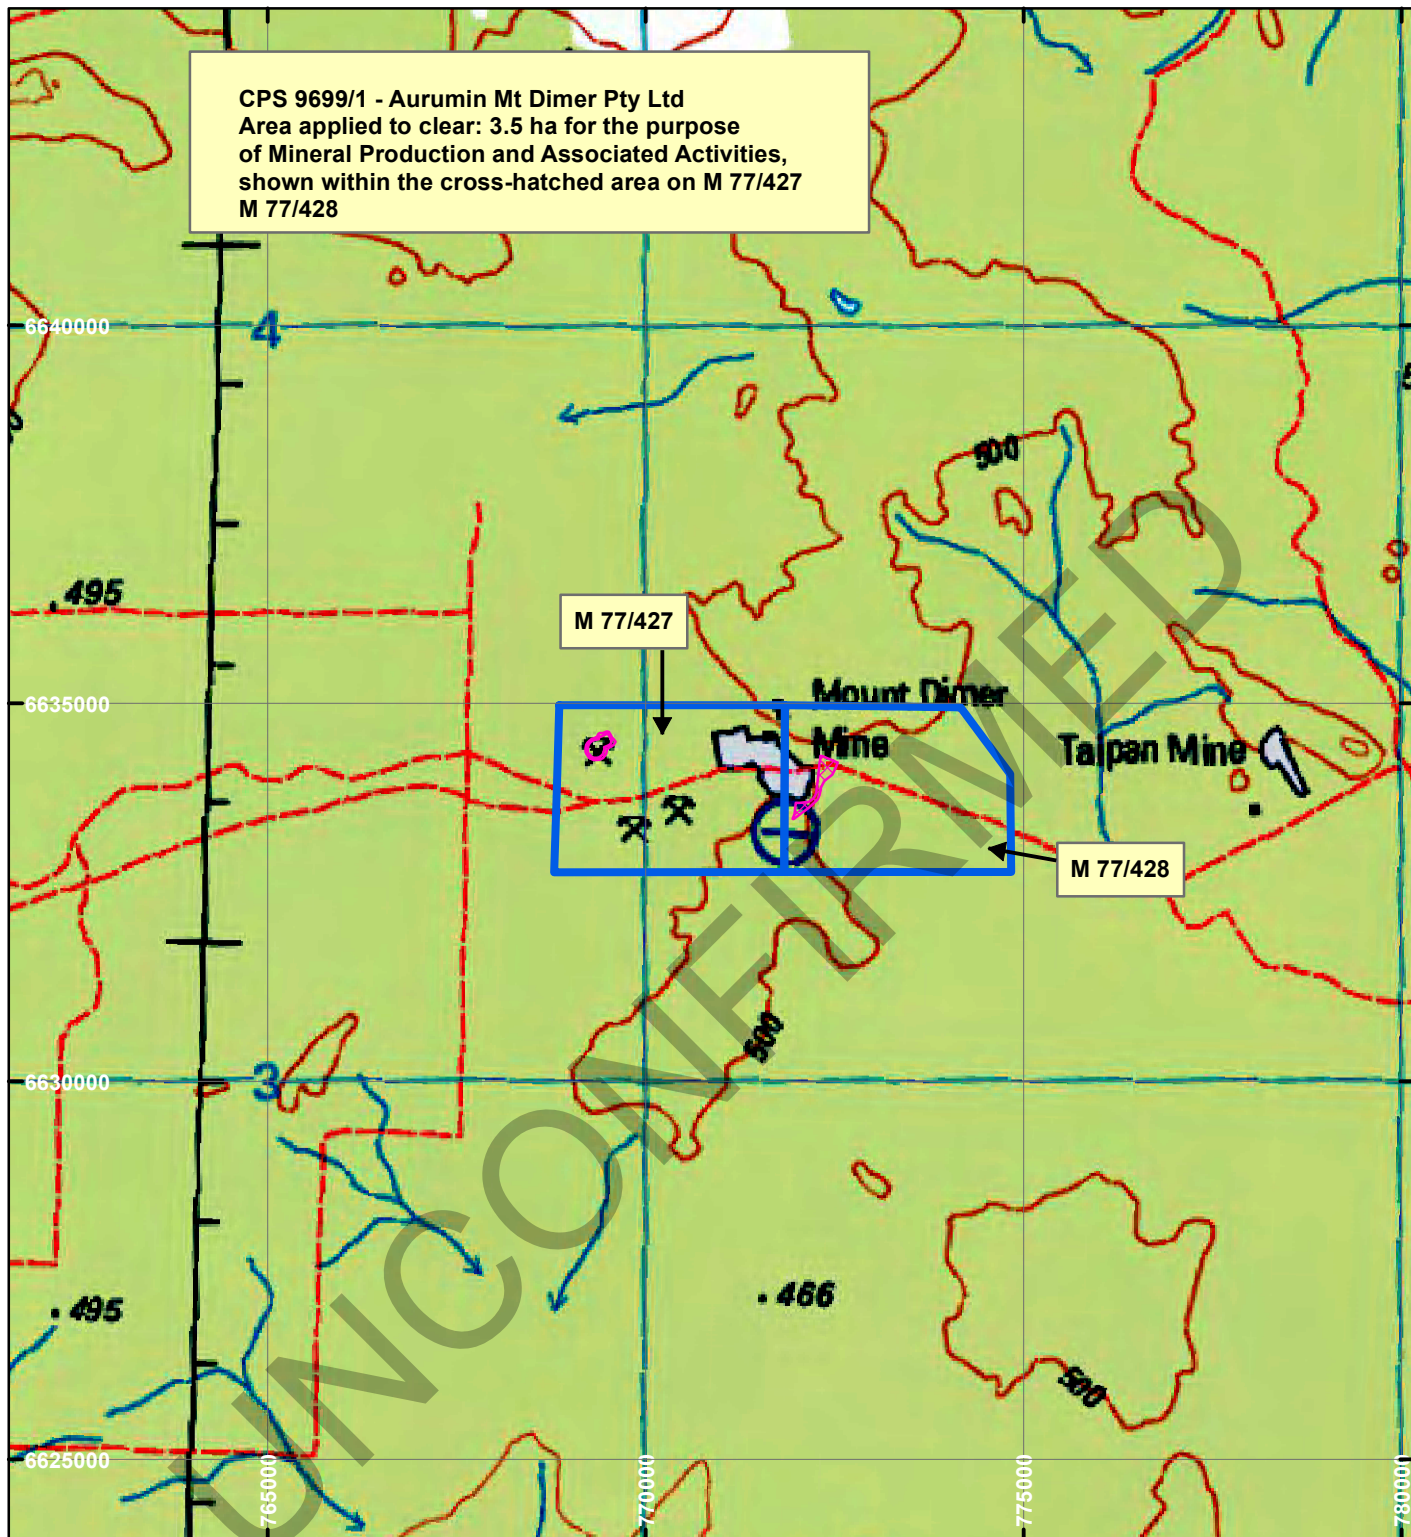 CPS 9699/1 - Aurumin Mt Dimer Pty Ltd
Area applied to clear: 3.5 ha for the purpose
of Mineral Production and Associated Activities,
shown within the cross-hatched area on M 77/427
M 77/428
6640000
4
500
.495
M 77/427
6635000
Mount Dimer
Mine
Taipan Mine
M 77/428
UNCONFIRMED
500
6630000
3
.466
.495
500
6625000
765000
770000
775000
780000